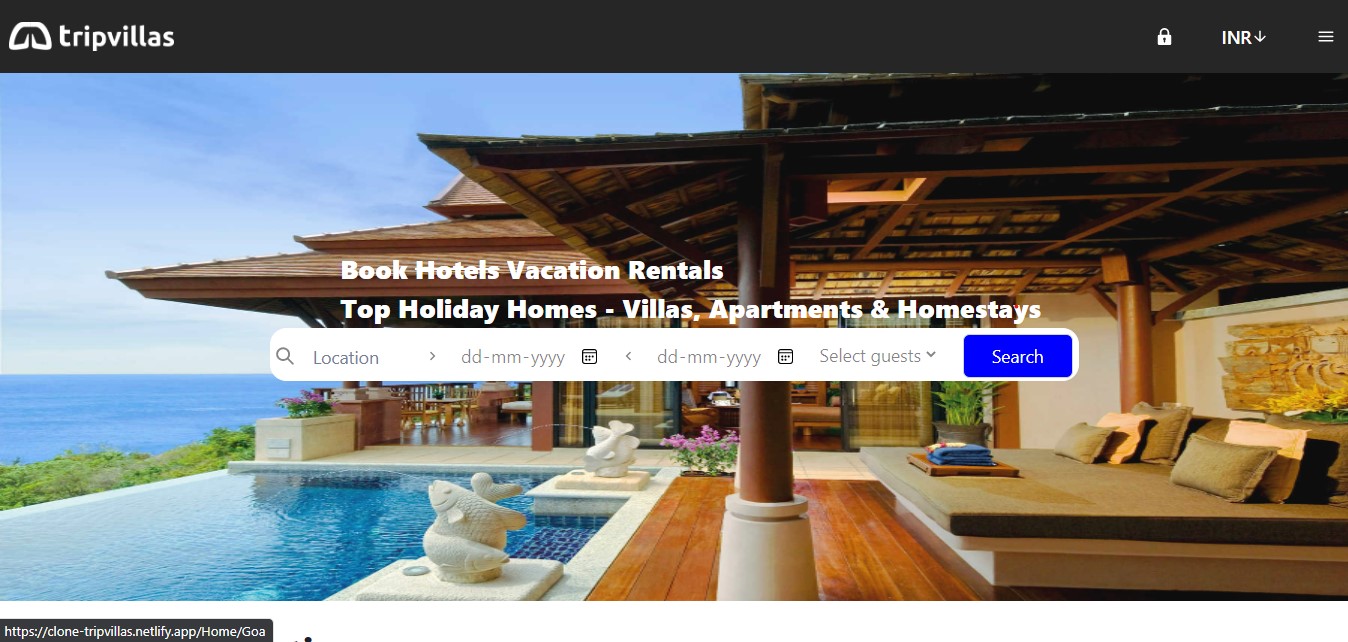 tripvillas
INR
Book Hotels Vacation Rentals
Top Holiday Homes - Villas, Apartments & Homestays
Location dd-mm-yyyy dd-mm-yyyy Select guests Search
https://clone-tripvillas.netlify.app/Home/Goa